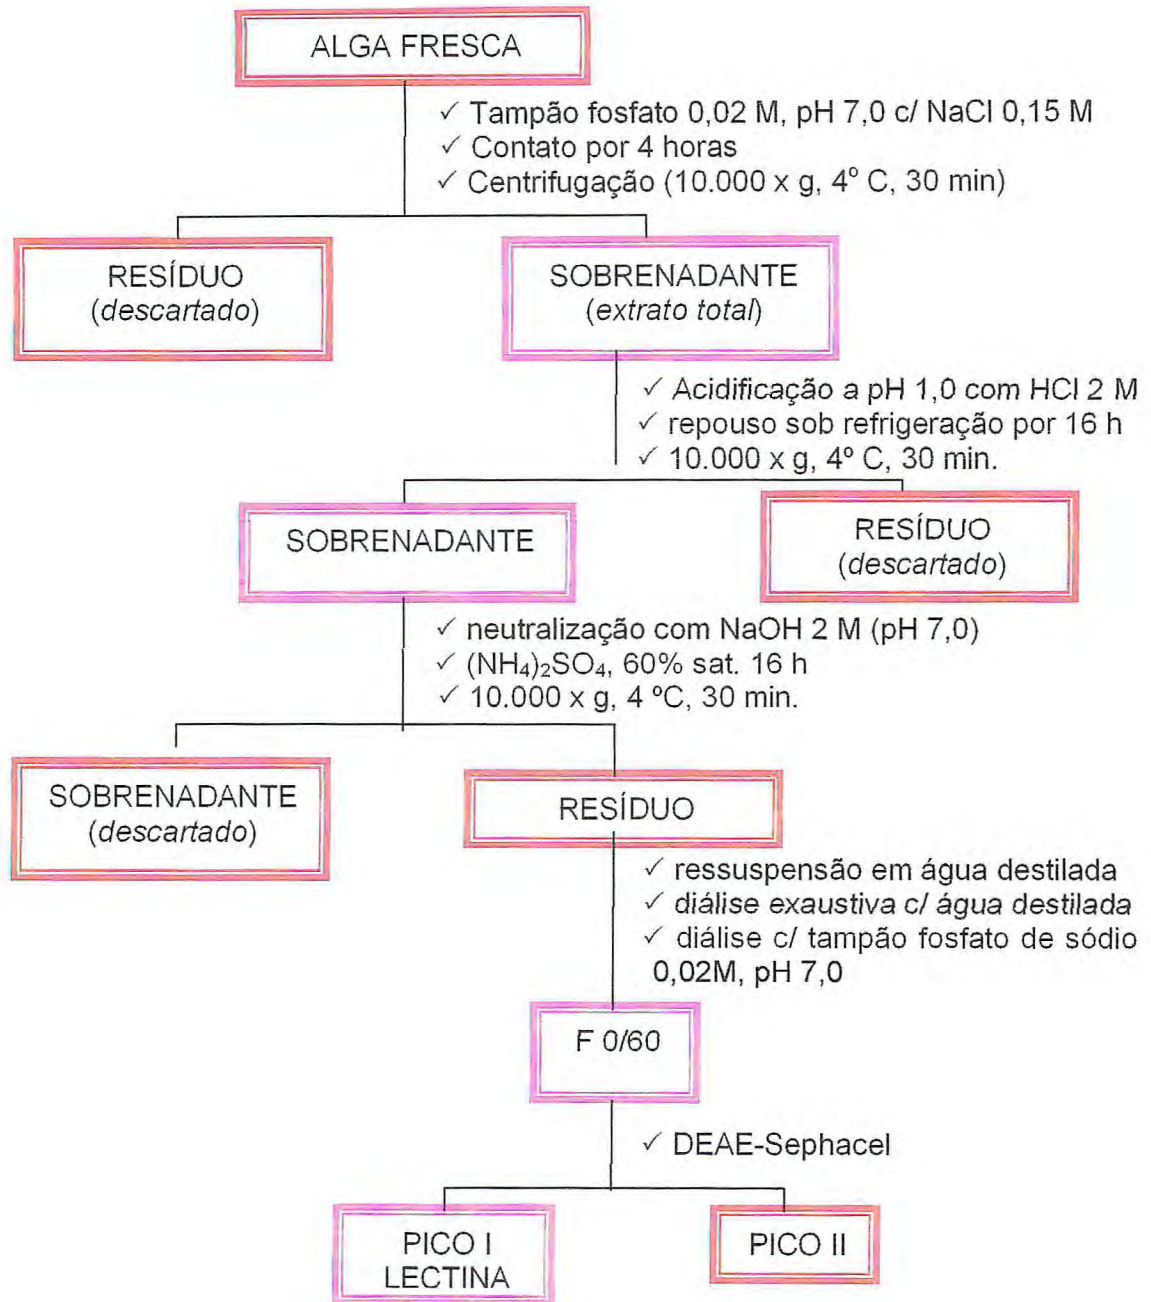 ALGA FRESCA
✓ Tampão fosfato 0,02 M, pH 7,0 c/ NaCl 0,15 M
✓ Contato por 4 horas
✓ Centrifugação (10.000 x g, 4º C, 30 min)
RESÍDUO
(descartado)
SOBRENADANTE
(extrato total)
✓ Acidificação a pH 1,0 com HCl 2 M
✓ repouso sob refrigeração por 16 h
✓ 10.000 x g, 4º C, 30 min.
SOBRENADANTE
RESÍDUO
(descartado)
✓ neutralização com NaOH 2 M (pH 7,0)
✓ (NH₄)₂SO₄, 60% sat. 16 h
✓ 10.000 x g, 4 ºC, 30 min.
SOBRENADANTE
(descartado)
RESÍDUO
✓ ressuspensão em água destilada
✓ diálise exaustiva c/ água destilada
✓ diálise c/ tampão fosfato de sódio
0,02M, pH 7,0
F 0/60
✓ DEAE-Sephacel
PICO I
LECTINA
PICO II